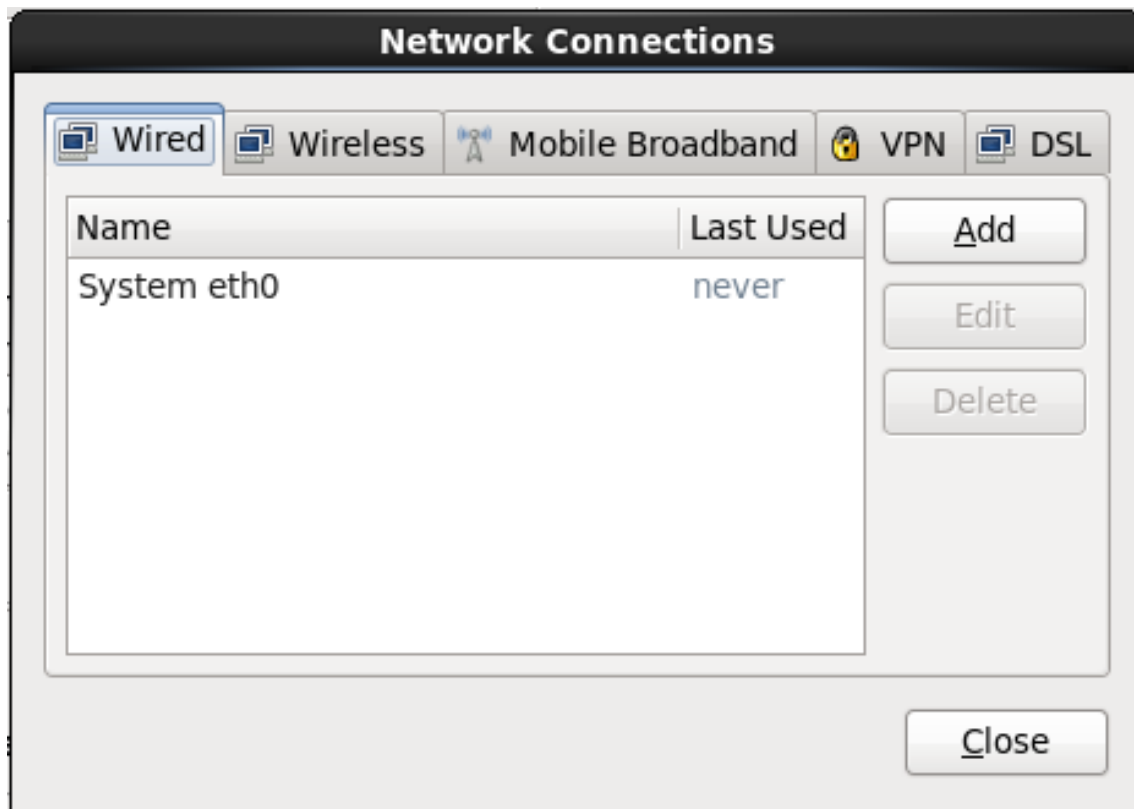 Network Connections
Wired Wireless Mobile Broadband VPN DSL
Name Last Used Add
System eth0 never
Edit
Delete
Close